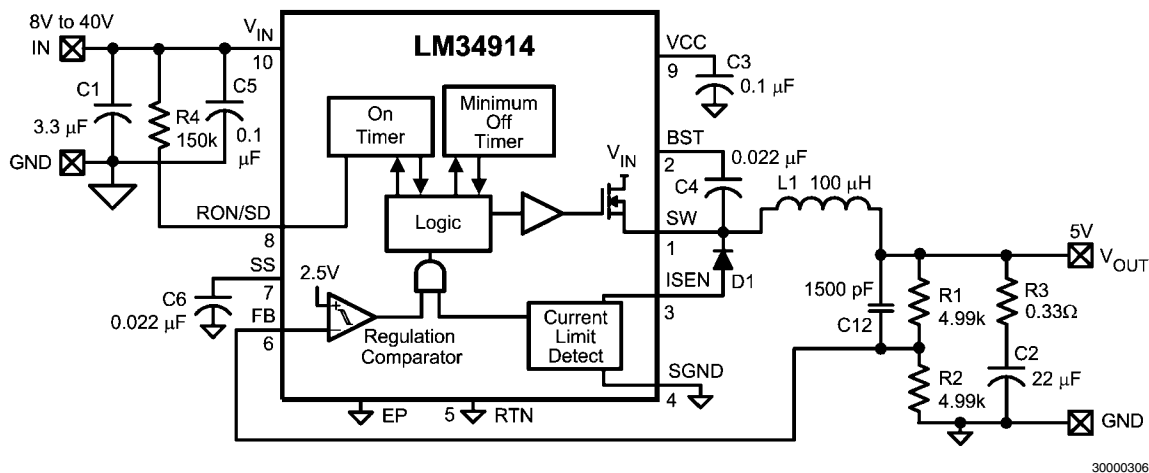 8V to 40V
IN
VIN
10
LM34914
VCC
9
C3
0.1 µF
C1
3.3 µF
R4
150k
C5
0.1
µF
GND
On
Timer
Minimum
Off
Timer
VIN
BST
2
0.022 µF
C4
L1 100 µH
RON/SD
8
Logic
SW
1
5V
VOUT
SS
7
2.5V
D1
ISEN
3
C6
0.022 µF
FB
6
Regulation
Comparator
Current
Limit
Detect
1500 pF
C12
R1
4.99k
R3
0.33Ω
SGND
4
R2
4.99k
C2
22 µF
EP
5
RTN
GND
30000306